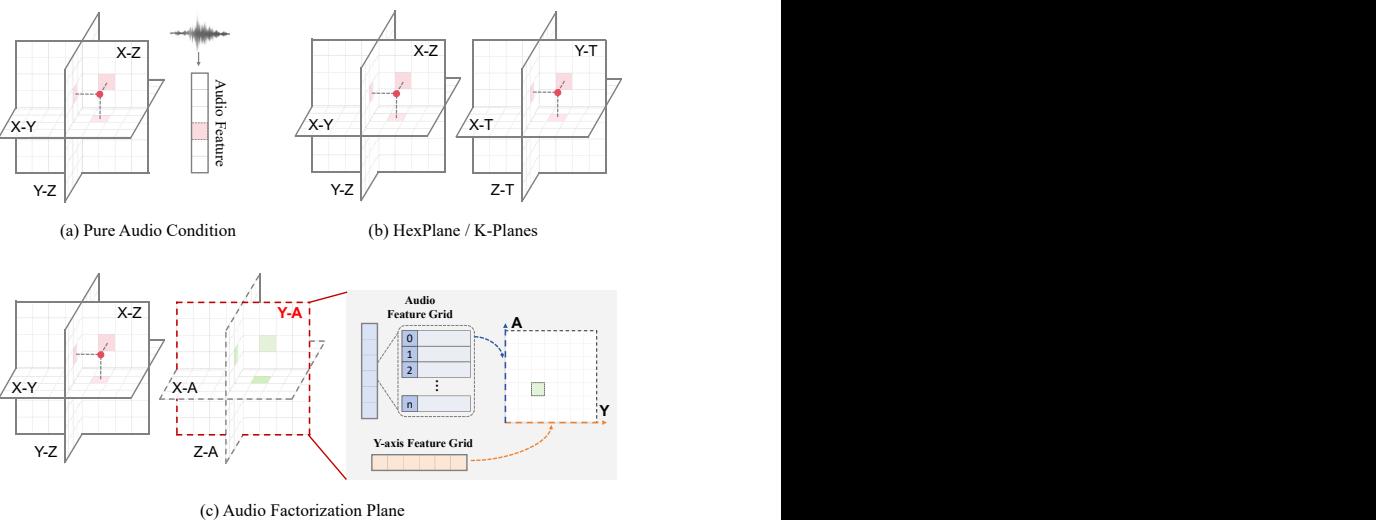 X-Z
X-Y
Y-Z
Audio Feature
(a) Pure Audio Condition
X-Z
X-Y
Y-Z
Y-T
X-T
Z-T
(b) HexPlane / K-Planes
X-Z
X-Y
Y-Z
Y-A
X-A
Z-A
Audio
Feature Grid
0
1
2
⋮
n
A
Y
Y-axis Feature Grid
(c) Audio Factorization Plane